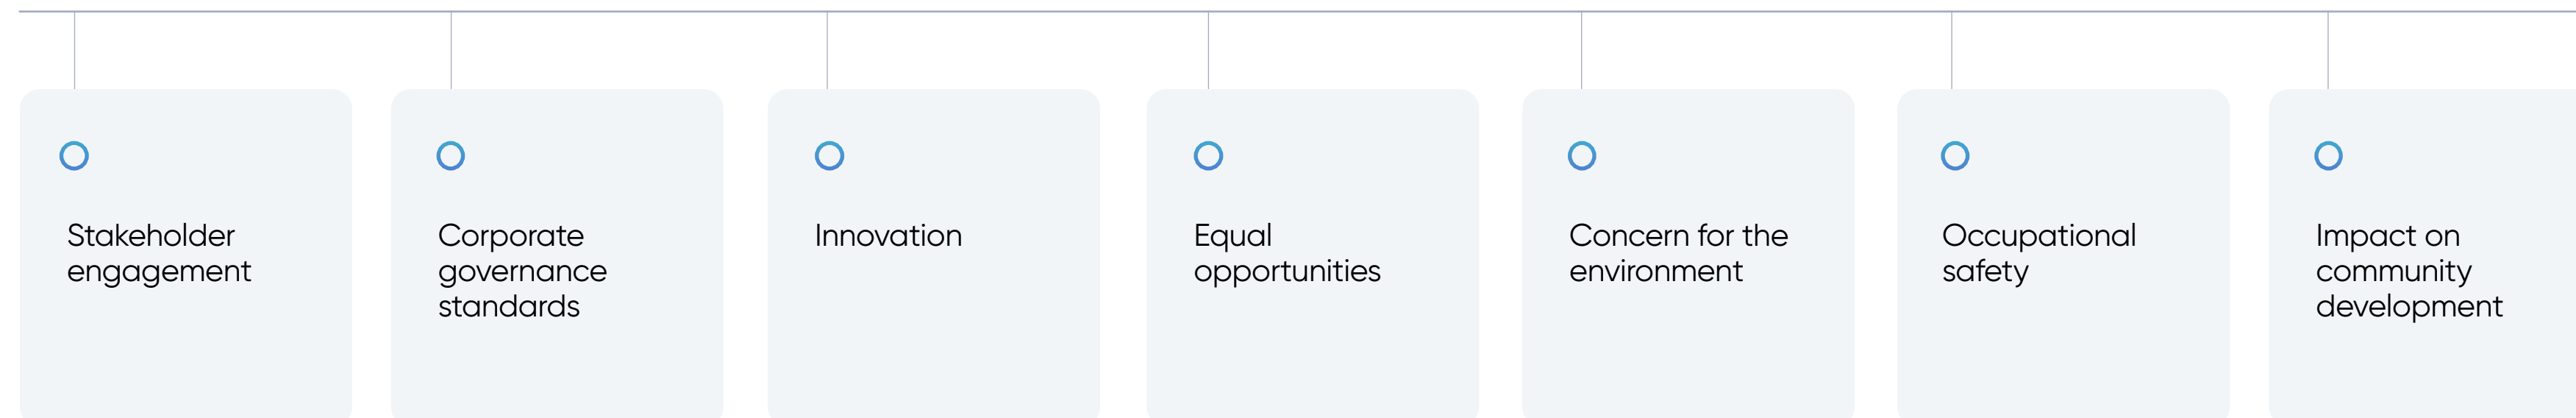 Stakeholder
engagement
Corporate
governance
standards
Innovation
Equal
opportunities
Concern for the
environment
Occupational
safety
Impact on
community
development